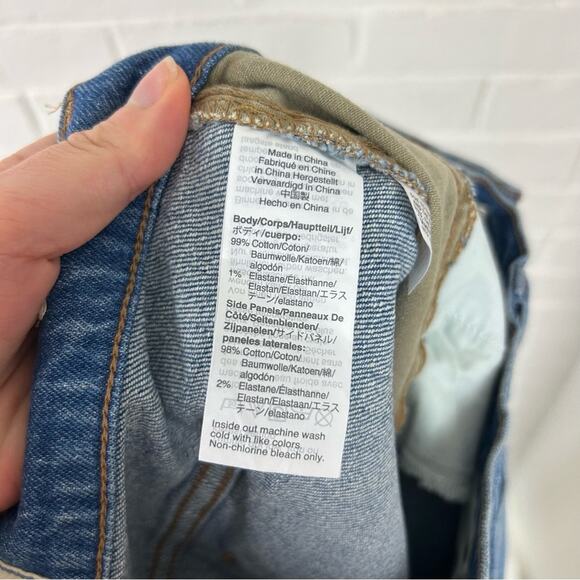 Made in China
Fabriqué en Chine
in China Hergestellt
Vervaardigd in China
中国製
Hecho en China
Body/Corps/Hauptteil/Lijf/
ボディ/cuerpo:
99% Cotton/Coton/
Baumwolle/Katoen/綿/
algodón
1% Elastane/Élasthanne/
Elastan/Elastaan/エラス
テーン/elastano
Side Panels/Panneaux De
Côté/Seitenblenden/
Zijpanelen/サイドパネル/
paneles laterales:
98% Cotton/Coton/
Baumwolle/Katoen/綿/
algodón
2% Elastane/Élasthanne/
Elastan/Elastaan/エラス
テーン/elastano
Inside out machine wash
cold with like colors.
Non-chlorine bleach only.